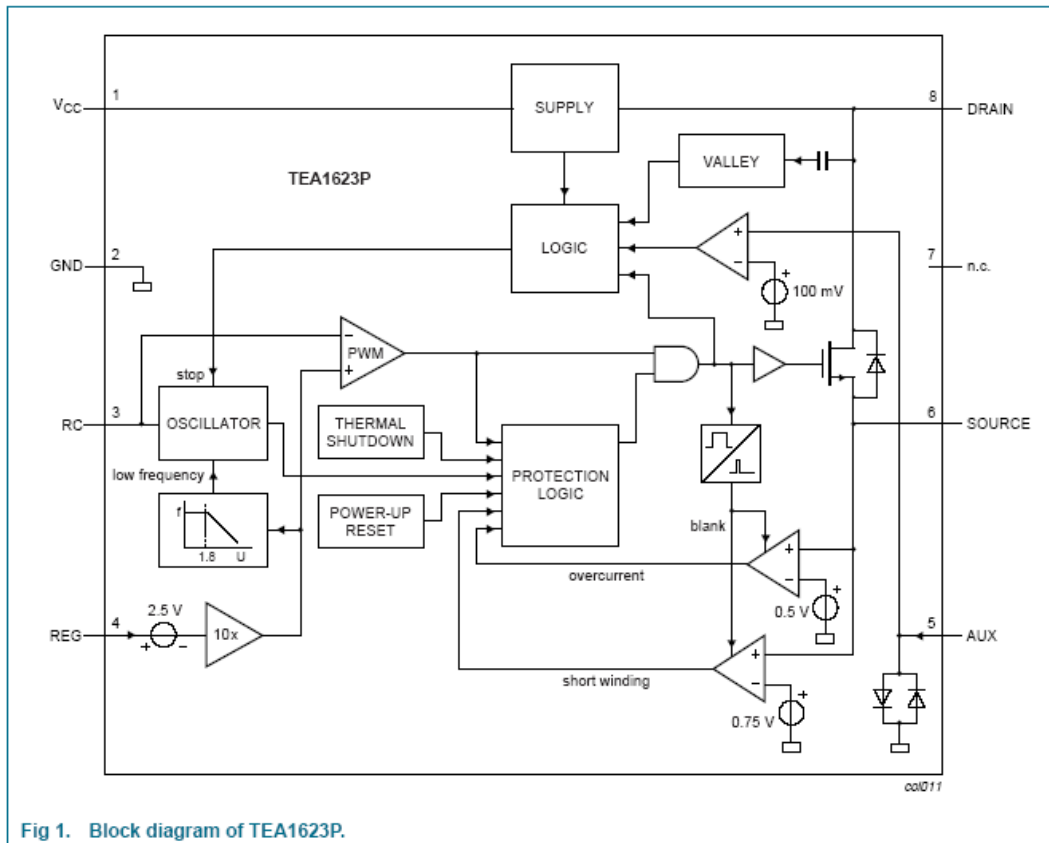 1
VCC
SUPPLY
8
DRAIN
VALLEY
TEA1623P
LOGIC
+
−
+
100 mV
2
GND
7
n.c.
−
PWM
+
stop
3
RC
OSCILLATOR
THERMAL
SHUTDOWN
6
SOURCE
PROTECTION
LOGIC
low frequency
POWER-UP
RESET
f
1.8
U
blank
overcurrent
+
−
+
0.5 V
4
REG
2.5 V
+
−
10x
5
AUX
short winding
+
−
+
0.75 V
col011
Fig 1. Block diagram of TEA1623P.